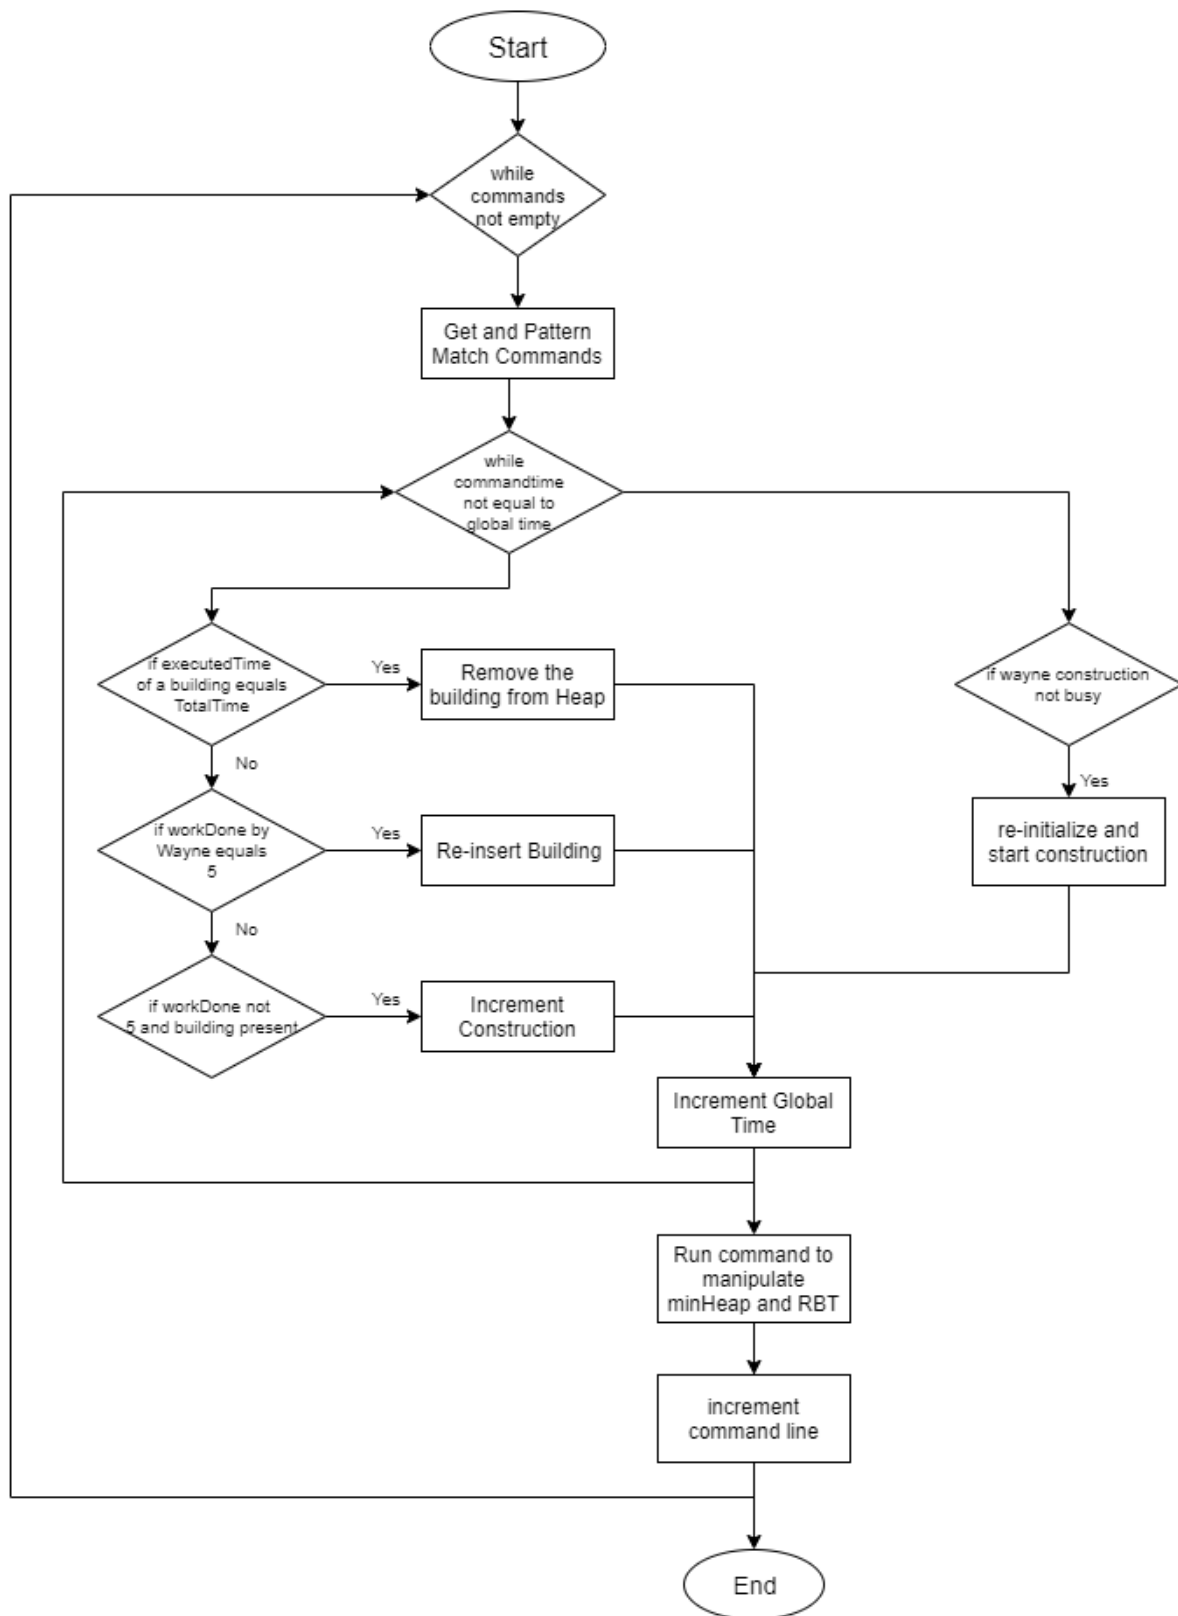 Start
while
commands
not empty
Get and Pattern
Match Commands
while
commandtime
not equal to
global time
if executedTime
of a building equals
TotalTime
Yes
Remove the
building from Heap
if wayne construction
not busy
No
Yes
if workDone by
Wayne equals
5
Yes
Re-insert Building
re-initialize and
start construction
No
if workDone not
5 and building present
Yes
Increment
Construction
Increment Global
Time
Run command to
manipulate
minHeap and RBT
increment
command line
End